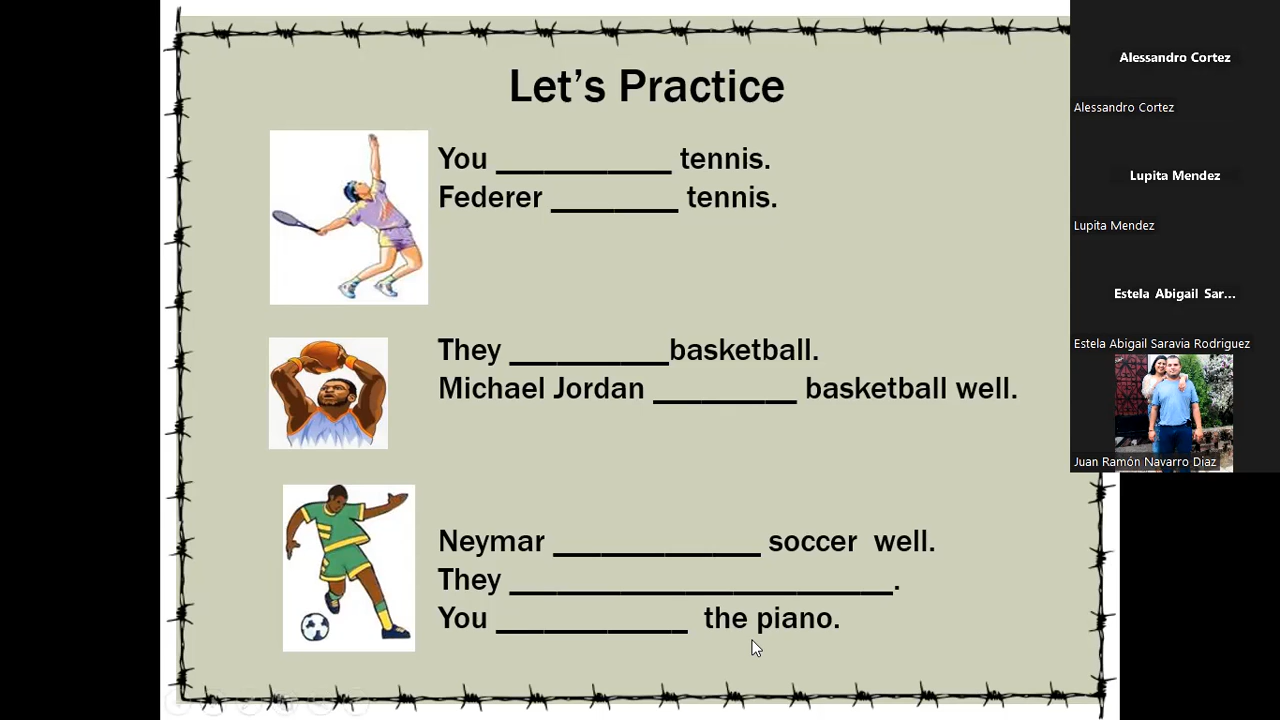 Let's Practice
You ___________ tennis.
Federer ________ tennis.
They __________basketball.
Michael Jordan _________ basketball well.
Neymar _____________ soccer well.
They ________________________.
You ____________ the piano.
Alessandro Cortez
Alessandro Cortez
Lupita Mendez
Lupita Mendez
Estela Abigail Sar...
Estela Abigail Saravia Rodriguez
Juan Ramón Navarro Diaz